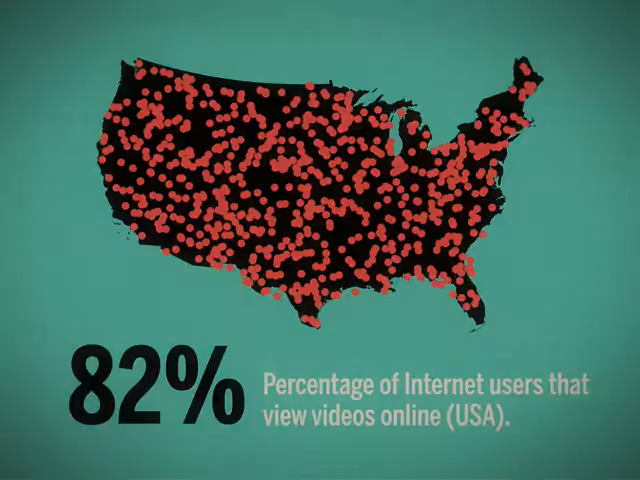 82%
Percentage of Internet users that
view videos online (USA).